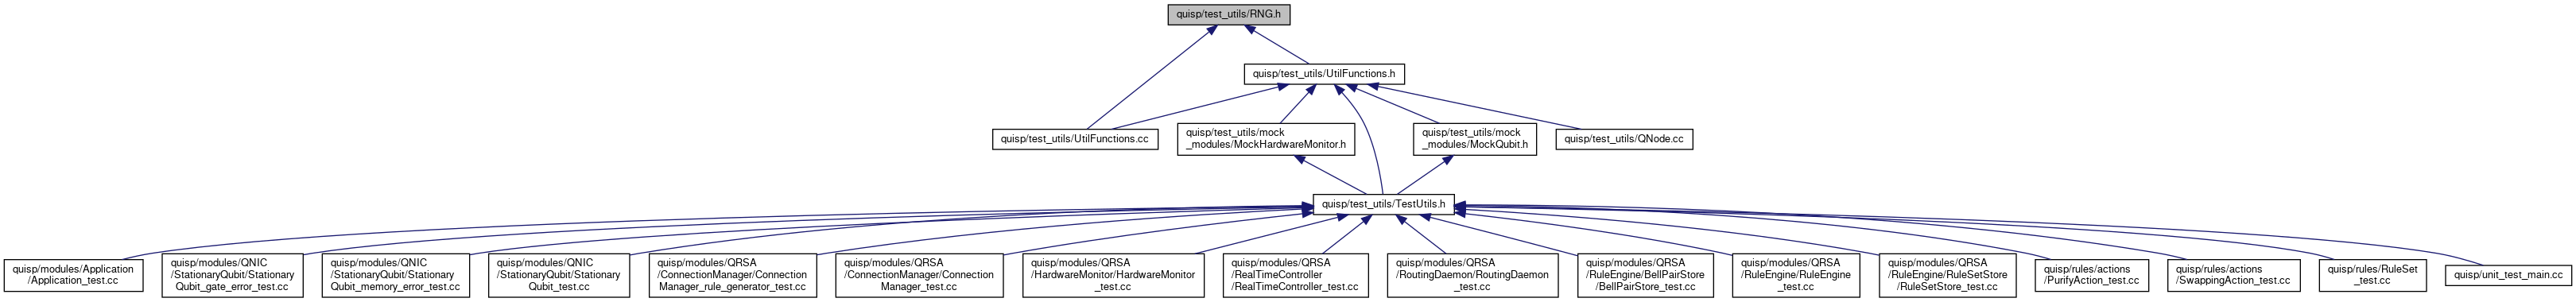 quisp/test_utils/RNG.h
quisp/test_utils/UtilFunctions.h
quisp/test_utils/UtilFunctions.cc
quisp/test_utils/mock
_modules/MockHardwareMonitor.h
quisp/test_utils/mock
_modules/MockQubit.h
quisp/test_utils/QNode.cc
quisp/test_utils/TestUtils.h
quisp/modules/Application
/Application_test.cc
quisp/modules/QNIC
/StationaryQubit/Stationary
Qubit_gate_error_test.cc
quisp/modules/QNIC
/StationaryQubit/Stationary
Qubit_memory_error_test.cc
quisp/modules/QNIC
/StationaryQubit/Stationary
Qubit_test.cc
quisp/modules/QRSA
/ConnectionManager/Connection
Manager_rule_generator_test.cc
quisp/modules/QRSA
/ConnectionManager/Connection
Manager_test.cc
quisp/modules/QRSA
/HardwareMonitor/HardwareMonitor
_test.cc
quisp/modules/QRSA
/RealTimeController
/RealTimeController_test.cc
quisp/modules/QRSA
/RoutingDaemon/RoutingDaemon
_test.cc
quisp/modules/QRSA
/RuleEngine/BellPairStore
/BellPairStore_test.cc
quisp/modules/QRSA
/RuleEngine/RuleEngine
_test.cc
quisp/modules/QRSA
/RuleEngine/RuleSetStore
/RuleSetStore_test.cc
quisp/rules/actions
/PurifyAction_test.cc
quisp/rules/actions
/SwappingAction_test.cc
quisp/rules/RuleSet
_test.cc
quisp/unit_test_main.cc